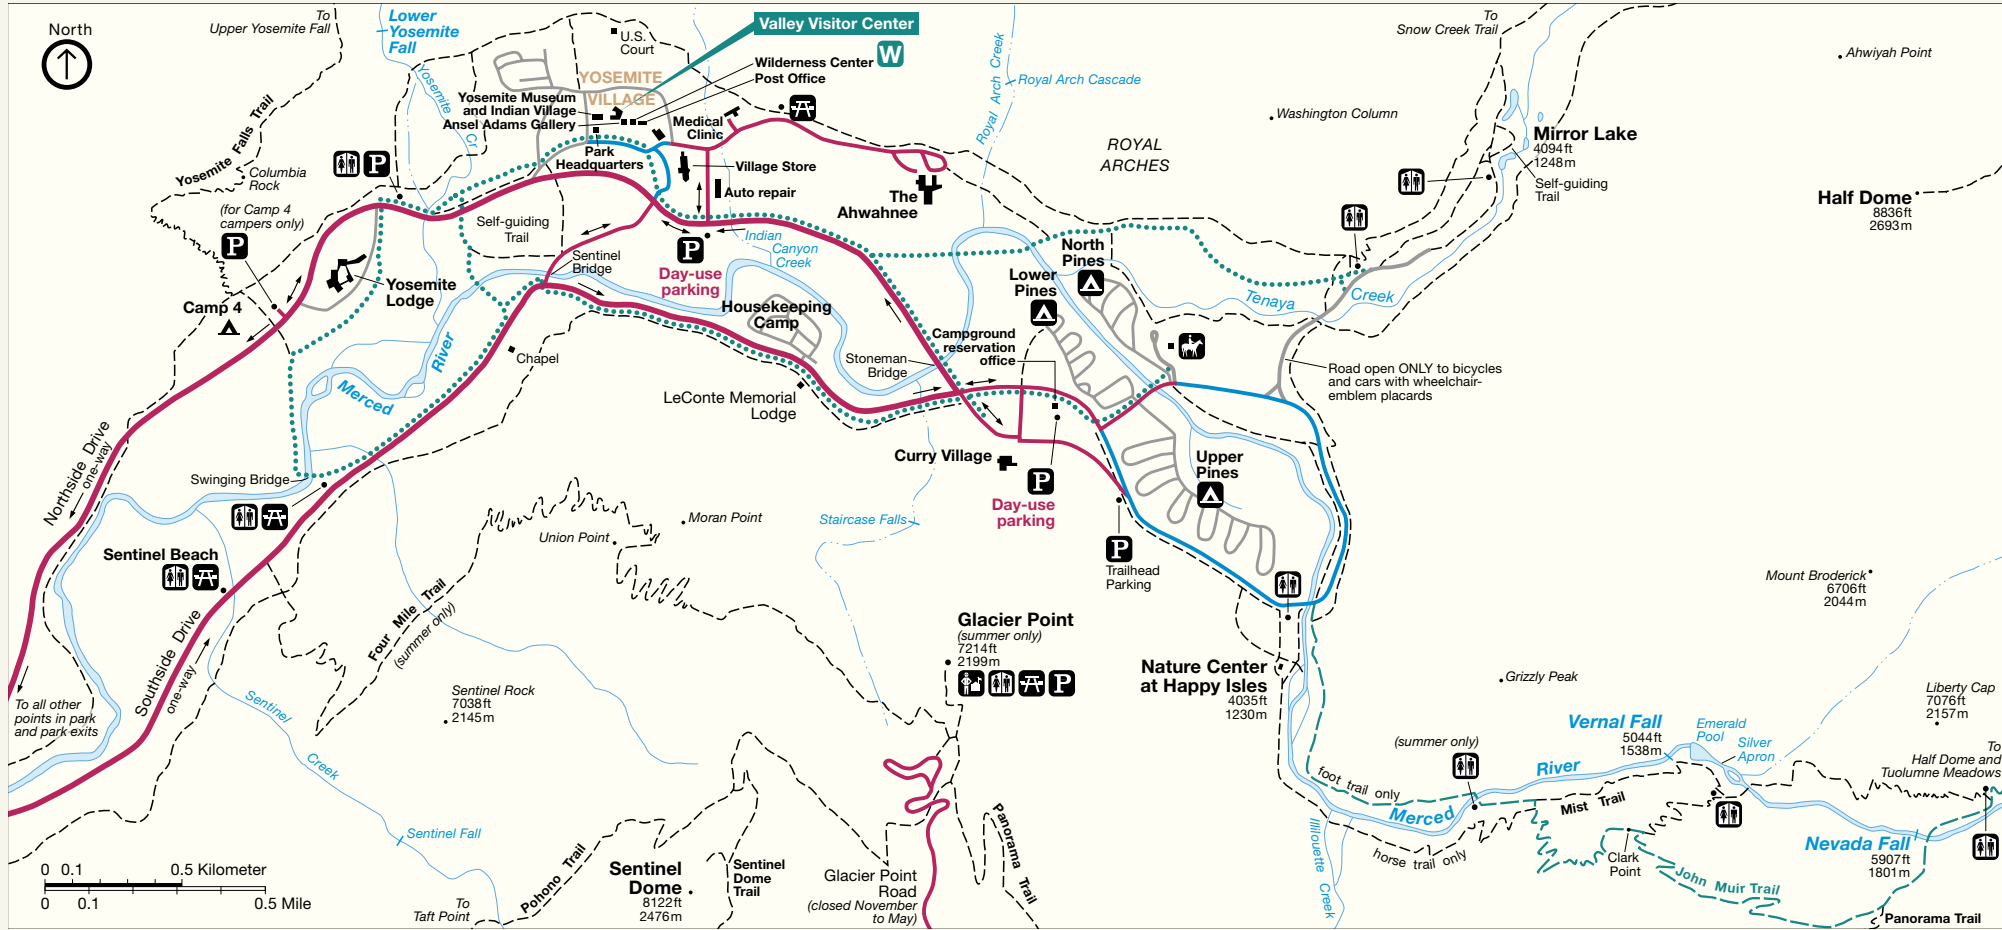 North
To
Upper Yosemite Fall
Lower
Yosemite
Fall
Yosemite
Cr
U.S.
Court
Valley Visitor Center
YOSEMITE
VILLAGE
Wilderness Center
W
Post Office
Yosemite Museum
and Indian Village
Ansel Adams Gallery
Medical
Clinic
Park
Headquarters
Village Store
Auto repair
The
Ahwahnee
Royal Arch Creek
Royal Arch Cascade
ROYAL
ARCHES
Washington Column
To
Snow Creek Trail
Ahwiyah Point
Mirror Lake
4094ft
1248m
Self-guiding
Trail
Half Dome
8836ft
2693m
Yosemite Falls Trail
Columbia
Rock
P
(for Camp 4
campers only)
P
Yosemite
Lodge
Camp 4
Self-guiding
Trail
Sentinel
Bridge
P
Day-use
parking
Indian
Canyon
Creek
Housekeeping
Camp
North
Pines
Lower
Pines
Tenaya
Creek
Campground
reservation
office
Stoneman
Bridge
Road open ONLY to bicycles
and cars with wheelchair-
emblem placards
Chapel
River
Merced
LeConte Memorial
Lodge
Curry Village
P
Day-use
parking
Upper
Pines
P
Trailhead
Parking
Northside Drive
one-way
Swinging Bridge
Sentinel Beach
Southside Drive
one-way
To all other
points in park
and park exits
Four Mile Trail
(summer only)
Union Point
Moran Point
Staircase Falls
Sentinel Rock
7038ft
2145m
Sentinel
Creek
Sentinel Fall
Glacier Point
(summer only)
7214ft
2199m
P
Nature Center
at Happy Isles
4035ft
1230m
Mount Broderick
6706ft
2044m
Grizzly Peak
Liberty Cap
7076ft
2157m
Vernal Fall
5044ft
1538m
Emerald
Pool
Silver
Apron
To
Half Dome and
Tuolumne Meadows
(summer only)
foot trail only
River
Merced
Mist Trail
horse trail only
Illilouette Creek
Clark
Point
John Muir Trail
Nevada Fall
5907ft
1801m
Panorama Trail
Panorama Trail
Glacier Point
Road
(closed November
to May)
Sentinel
Dome
8122ft
2476m
Sentinel
Dome
Trail
Pohono Trail
To
Taft Point
0 0.1 0.5 Kilometer
0 0.1 0.5 Mile